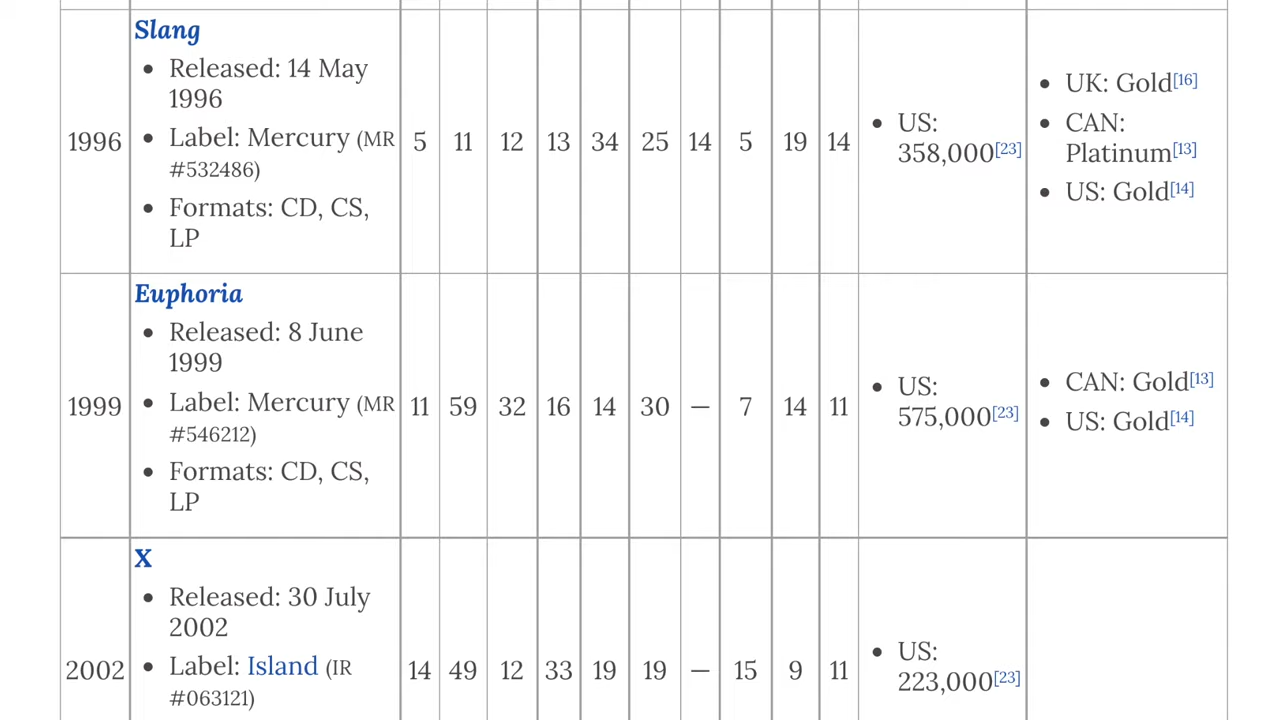 Slang
• Released: 14 May
1996
• Label: Mercury (MR
#532486)
• Formats: CD, CS,
LP
1996 5 11 12 13 34 25 14 5 19 14
• US:
358,000[23]
• UK: Gold[16]
• CAN:
Platinum[13]
• US: Gold[14]
Euphoria
• Released: 8 June
1999
• Label: Mercury (MR
#546212)
• Formats: CD, CS,
LP
1999 11 59 32 16 14 30 — 7 14 11
• US:
575,000[23]
• CAN: Gold[13]
• US: Gold[14]
X
• Released: 30 July
2002
• Label: Island (IR
#063121)
2002 14 49 12 33 19 19 — 15 9 11
• US:
223,000[23]